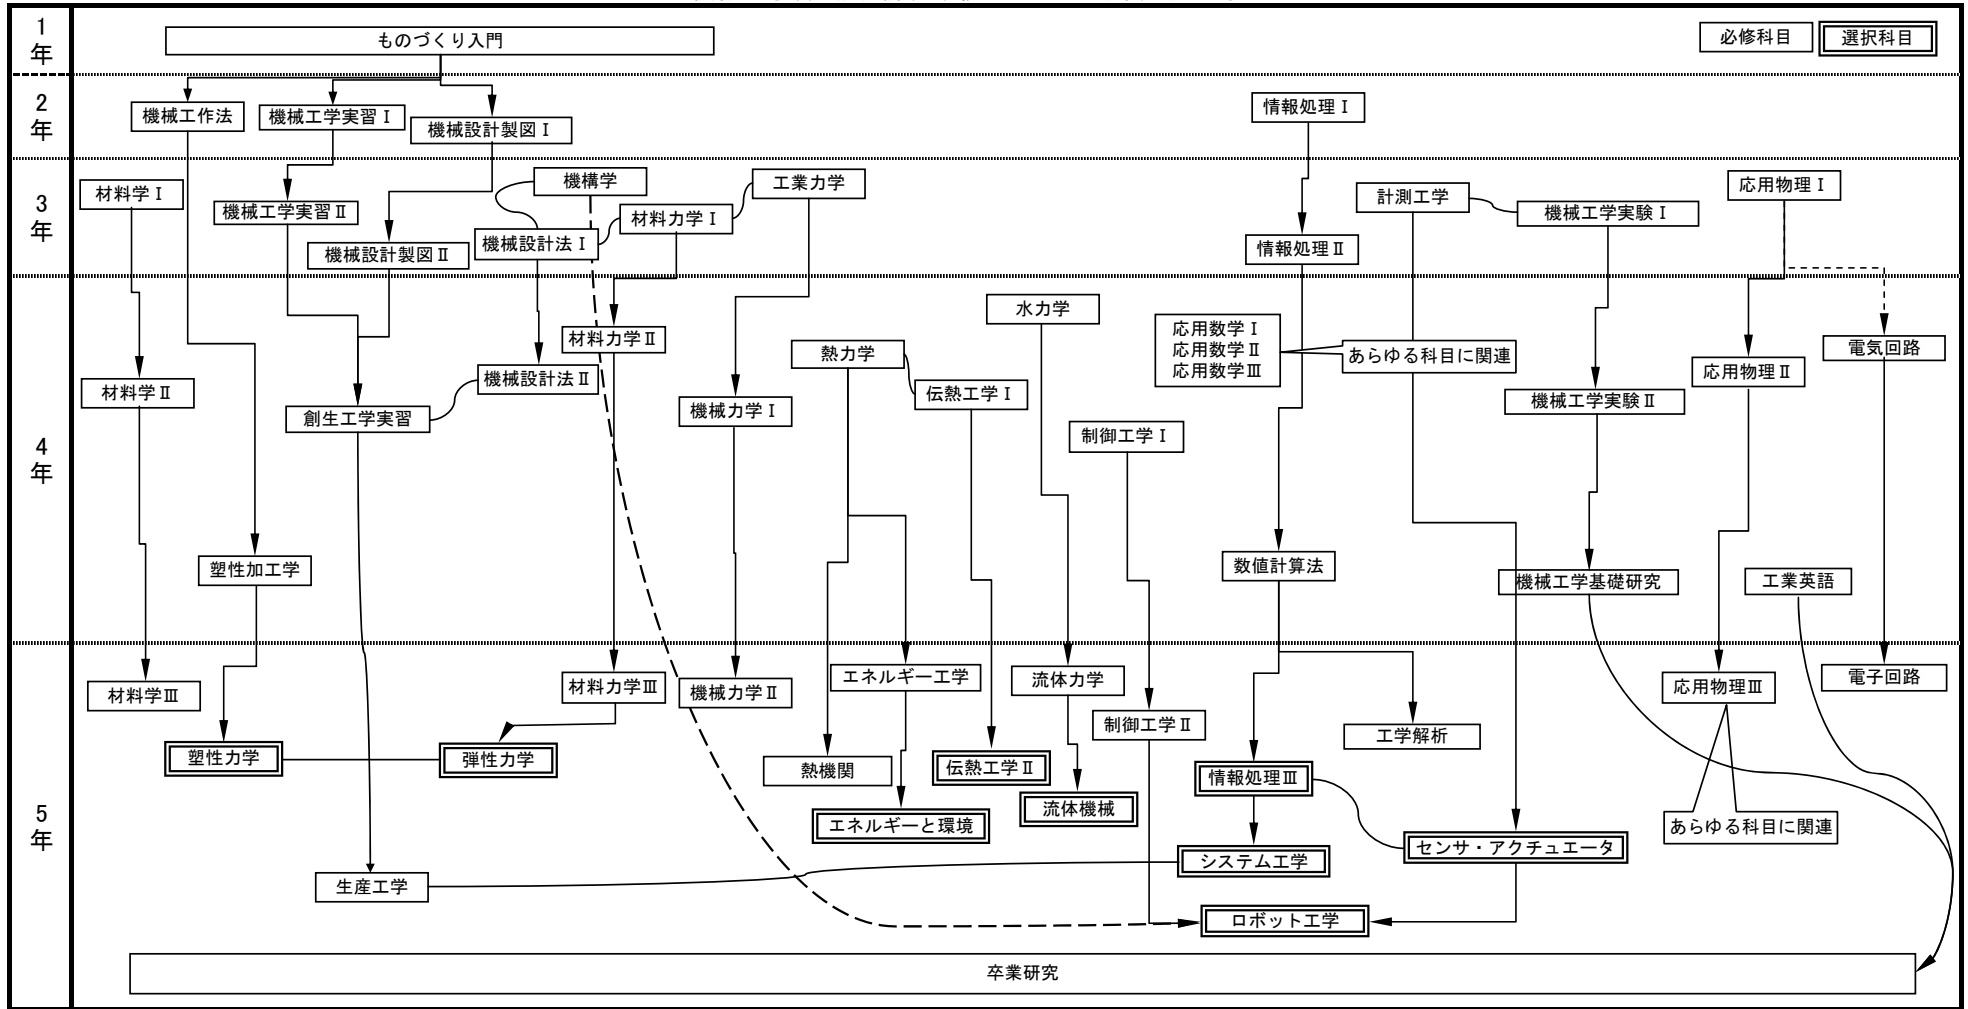 1
年
ものづくり入門
必修科目
選択科目
2
年
機械工作法
機械工学実習Ⅰ
機械設計製図Ⅰ
情報処理Ⅰ
3
年
材料学Ⅰ
機械工学実習Ⅱ
機械設計製図Ⅱ
機構学
機械設計法Ⅰ
材料力学Ⅰ
工業力学
情報処理Ⅱ
計測工学
機械工学実験Ⅰ
応用物理Ⅰ
4
年
材料学Ⅱ
創生工学実習
機械設計法Ⅱ
材料力学Ⅱ
機械力学Ⅰ
熱力学
伝熱工学Ⅰ
水力学
制御工学Ⅰ
応用数学Ⅰ
応用数学Ⅱ
応用数学Ⅲ
あらゆる科目に関連
機械工学実験Ⅱ
応用物理Ⅱ
電気回路
塑性加工学
数値計算法
機械工学基礎研究
工業英語
5
年
材料学Ⅲ
材料力学Ⅲ
機械力学Ⅱ
エネルギー工学
流体力学
制御工学Ⅱ
応用物理Ⅲ
電子回路
塑性力学
弾性力学
熱機関
伝熱工学Ⅱ
情報処理Ⅲ
工学解析
エネルギーと環境
流体機械
システム工学
センサ・アクチュエータ
あらゆる科目に関連
生産工学
ロボット工学
卒業研究